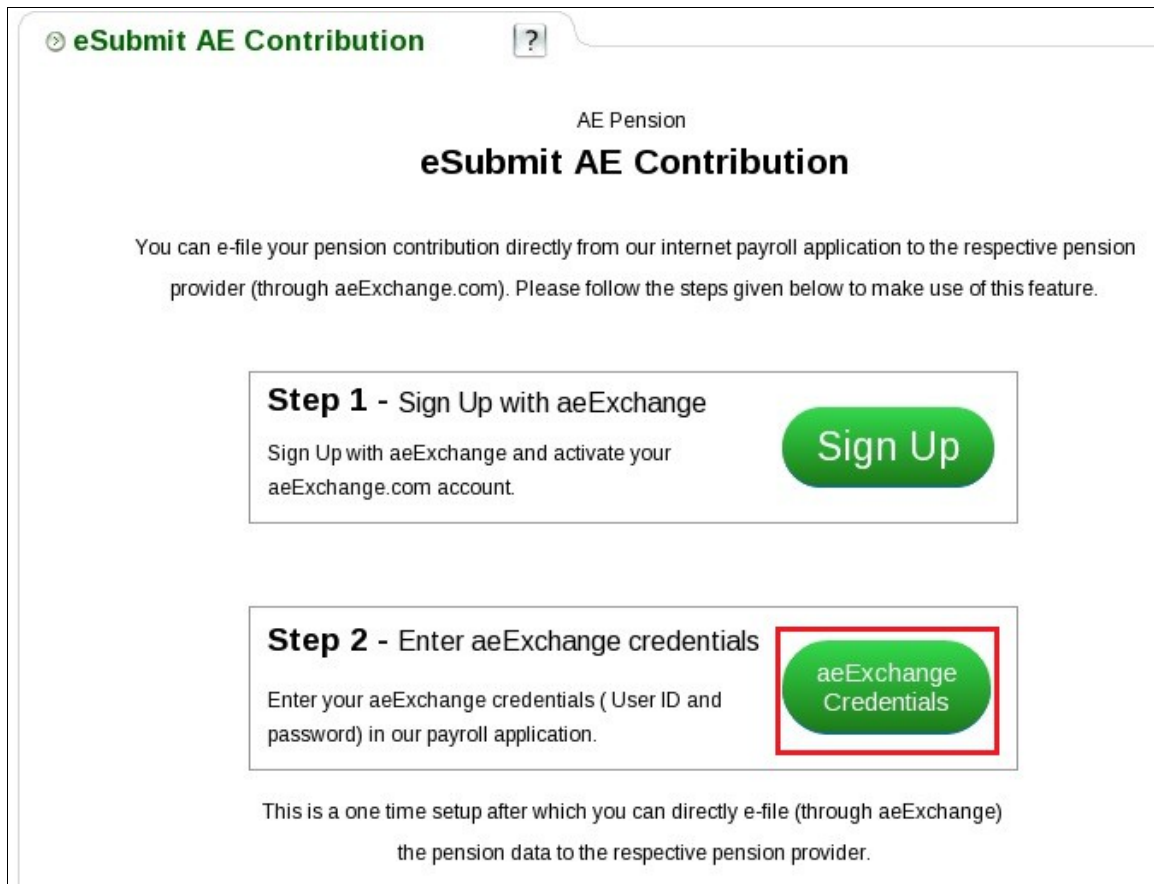 eSubmit AE Contribution ?
AE Pension
eSubmit AE Contribution
You can e-file your pension contribution directly from our internet payroll application to the respective pension
provider (through aeExchange.com). Please follow the steps given below to make use of this feature.
Step 1 - Sign Up with aeExchange
Sign Up with aeExchange and activate your
aeExchange.com account.
Sign Up
Step 2 - Enter aeExchange credentials
Enter your aeExchange credentials ( User ID and
password) in our payroll application.
aeExchange
Credentials
This is a one time setup after which you can directly e-file (through aeExchange)
the pension data to the respective pension provider.